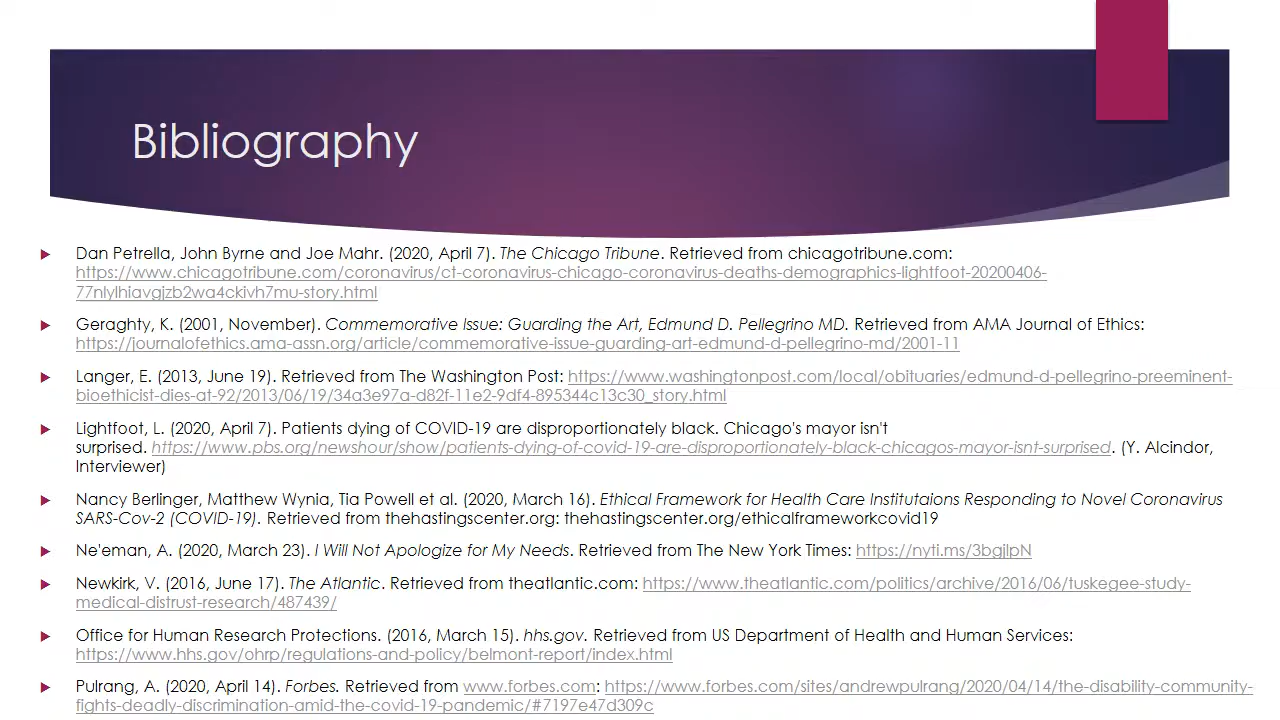 Bibliography
Dan Petrella, John Byrne and Joe Mahr. (2020, April 7). The Chicago Tribune. Retrieved from chicagotribune.com:
https://www.chicagotribune.com/coronavirus/ct-coronavirus-chicago-coronavirus-deaths-demographics-lightfoot-20200406-
77nlylhiavgjzb2wa4ckivh7mu-story.html
Geraghty, K. (2001, November). Commemorative Issue: Guarding the Art, Edmund D. Pellegrino MD. Retrieved from AMA Journal of Ethics:
https://journalofethics.ama-assn.org/article/commemorative-issue-guarding-art-edmund-d-pellegrino-md/2001-11
Langer, E. (2013, June 19). Retrieved from The Washington Post: https://www.washingtonpost.com/local/obituaries/edmund-d-pellegrino-preeminent-
bioethicist-dies-at-92/2013/06/19/34a3e97a-d82f-11e2-9df4-895344c13c30_story.html
Lightfoot, L. (2020, April 7). Patients dying of COVID-19 are disproportionately black. Chicago's mayor isn't
surprised. https://www.pbs.org/newshour/show/patients-dying-of-covid-19-are-disproportionately-black-chicagos-mayor-isnt-surprised. (Y. Alcindor,
Interviewer)
Nancy Berlinger, Matthew Wynia, Tia Powell et al. (2020, March 16). Ethical Framework for Health Care Institutaions Responding to Novel Coronavirus
SARS-Cov-2 (COVID-19). Retrieved from thehastingscenter.org: thehastingscenter.org/ethicalframeworkcovid19
Ne'eman, A. (2020, March 23). I Will Not Apologize for My Needs. Retrieved from The New York Times: https://nyti.ms/3bgjlpN
Newkirk, V. (2016, June 17). The Atlantic. Retrieved from theatlantic.com: https://www.theatlantic.com/politics/archive/2016/06/tuskegee-study-
medical-distrust-research/487439/
Office for Human Research Protections. (2016, March 15). hhs.gov. Retrieved from US Department of Health and Human Services:
https://www.hhs.gov/ohrp/regulations-and-policy/belmont-report/index.html
Pulrang, A. (2020, April 14). Forbes. Retrieved from www.forbes.com: https://www.forbes.com/sites/andrewpulrang/2020/04/14/the-disability-community-
fights-deadly-discrimination-amid-the-covid-19-pandemic/#7197e47d309c